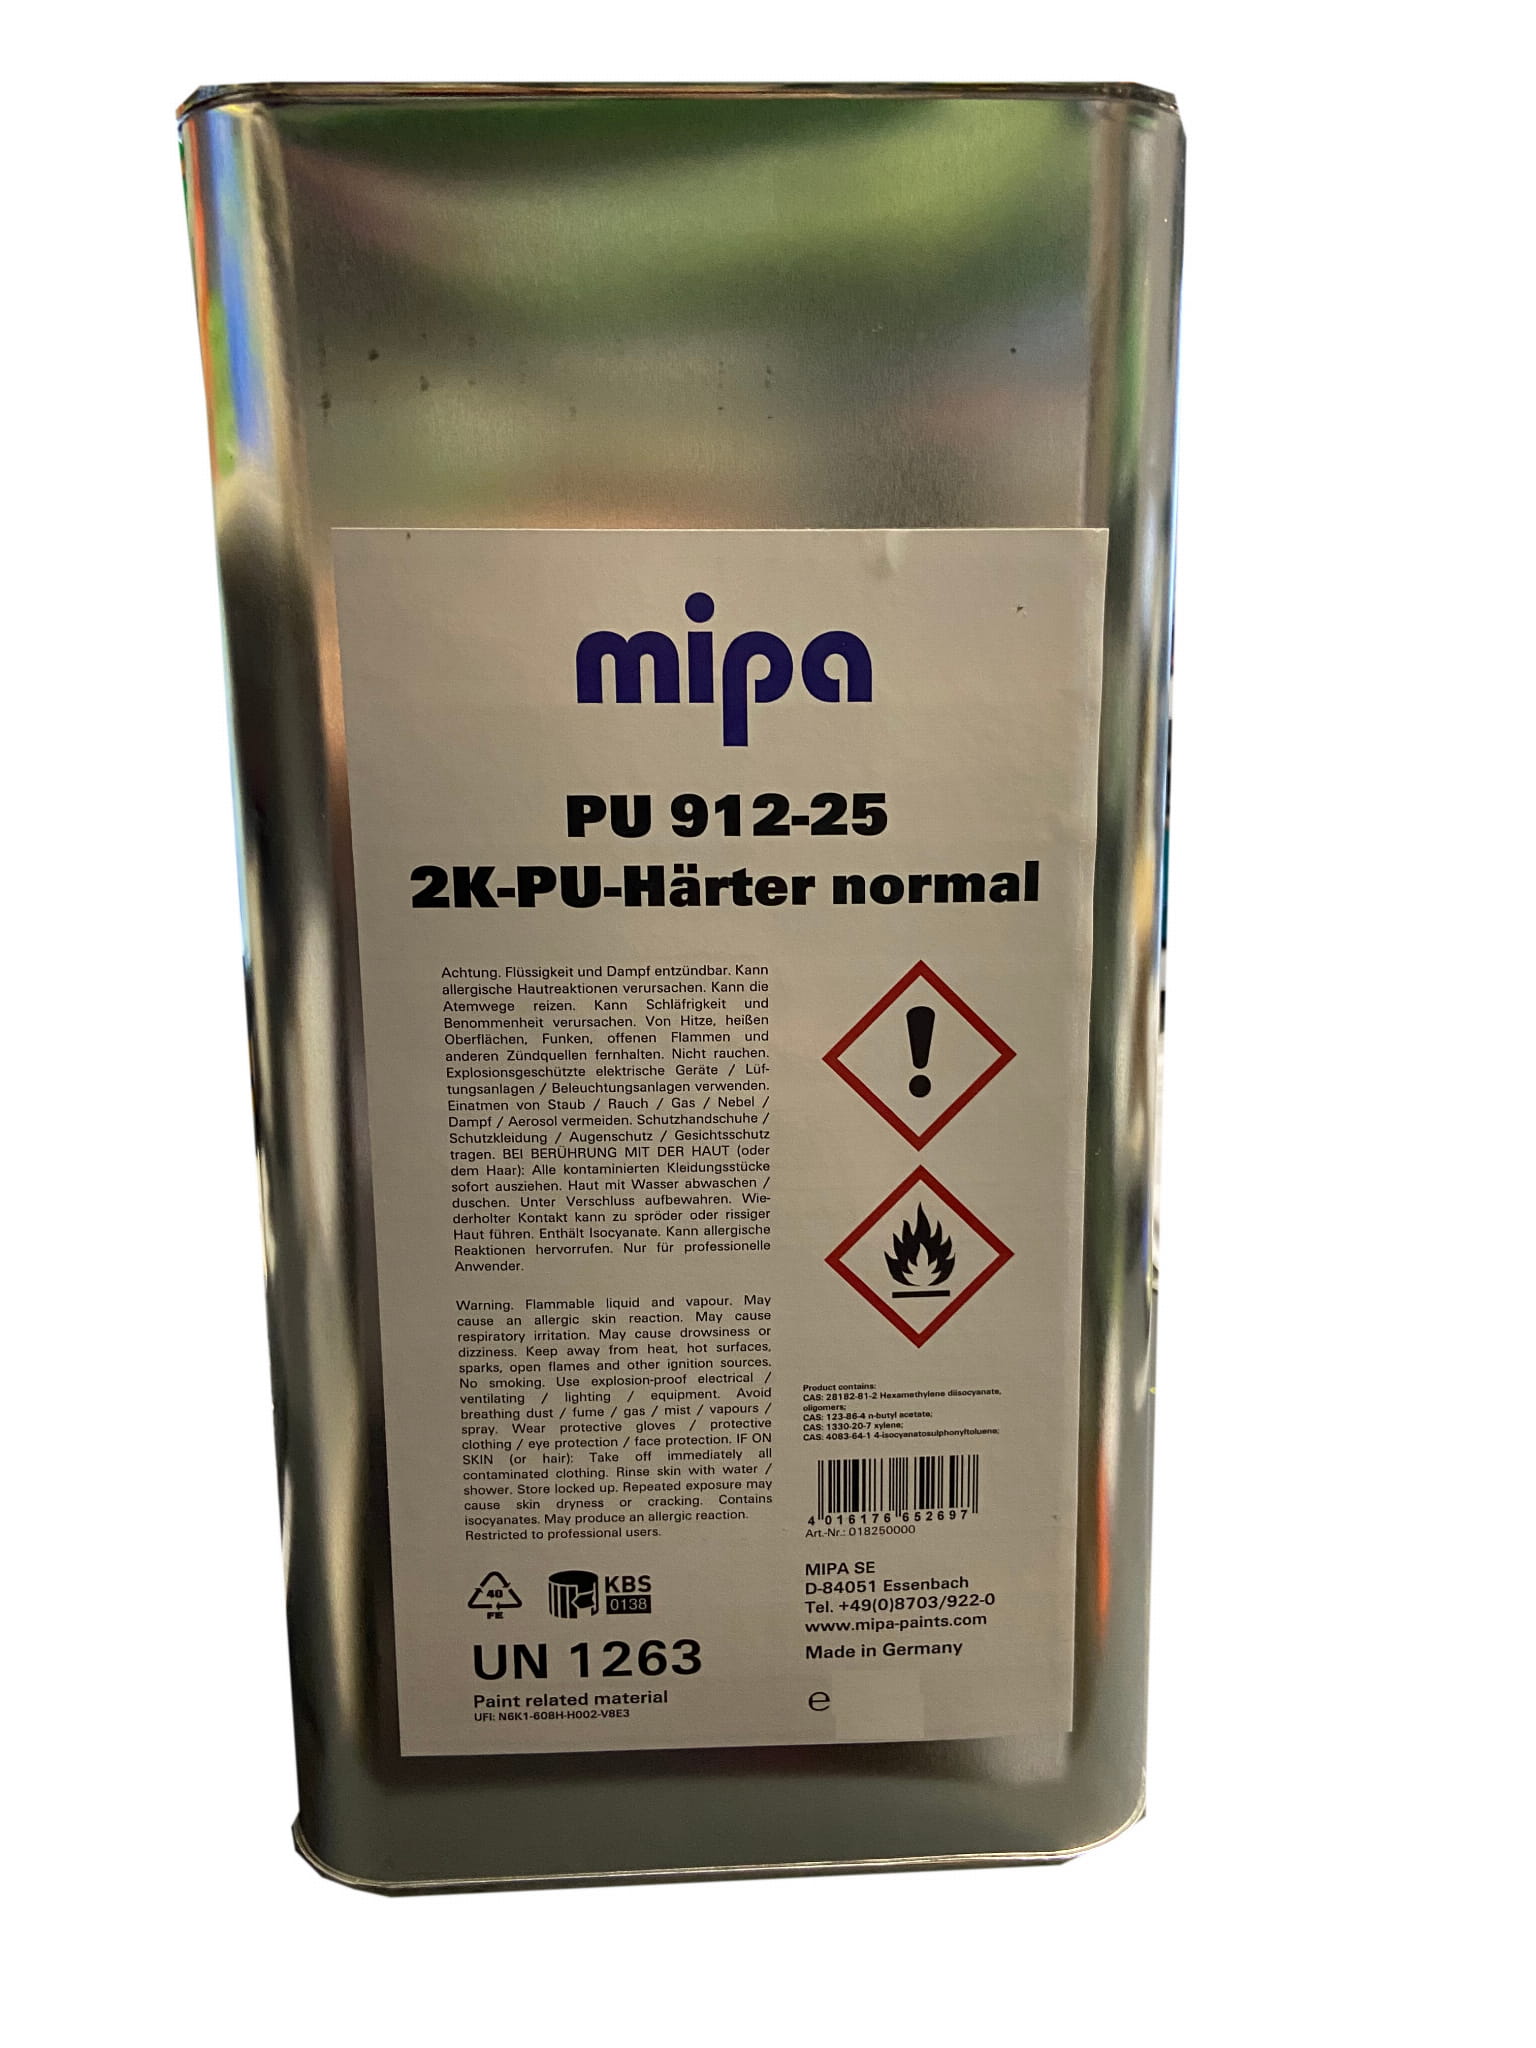 mipa
PU 912-25
2K-PU-Härter normal
Achtung. Flüssigkeit und Dampf entzündbar. Kann
allergische Hautreaktionen verursachen. Kann die
Atemwege reizen. Kann Schläfrigkeit und
Benommenheit verursachen. Von Hitze, heißen
Oberflächen, Funken, offenen Flammen und
anderen Zündquellen fernhalten. Nicht rauchen.
Explosionsgeschützte elektrische Geräte / Lüf-
tungsanlagen / Beleuchtungsanlagen verwenden.
Einatmen von Staub / Rauch / Gas / Nebel /
Dampf / Aerosol vermeiden. Schutzhandschuhe /
Schutzkleidung / Augenschutz / Gesichtsschutz
tragen. BEI BERÜHRUNG MIT DER HAUT (oder
dem Haar): Alle kontaminierten Kleidungsstücke
sofort ausziehen. Haut mit Wasser abwaschen /
duschen. Unter Verschluss aufbewahren. Wie-
derholter Kontakt kann zu spröder oder rissiger
Haut führen. Enthält Isocyanate. Kann allergische
Reaktionen hervorrufen. Nur für professionelle
Anwender.
Warning. Flammable liquid and vapour. May
cause an allergic skin reaction. May cause
respiratory irritation. May cause drowsiness or
dizziness. Keep away from heat, hot surfaces,
sparks, open flames and other ignition sources.
No smoking. Use explosion-proof electrical /
ventilating / lighting / equipment. Avoid
breathing dust / fume / gas / mist / vapours /
spray. Wear protective gloves / protective
clothing / eye protection / face protection. IF ON
SKIN (or hair): Take off immediately all
contaminated clothing. Rinse skin with water /
shower. Store locked up. Repeated exposure may
cause skin dryness or cracking. Contains
isocyanates. May produce an allergic reaction.
Restricted to professional users.
Product contains:
CAS: 28182-81-2 Hexamethylene diisocyanate,
oligomers;
CAS: 123-86-4 n-butyl acetate;
CAS: 1330-20-7 xylene;
CAS: 4083-64-1 4-isocyanatosulphonyltoluene;
4 016176 652697
Art.-Nr.: 018250000
40
FE
KBS
0138
UN 1263
Paint related material
UFI: N6K1-608H-H002-V8E3
MIPA SE
D-84051 Essenbach
Tel. +49(0)8703/922-0
www.mipa-paints.com
Made in Germany
e